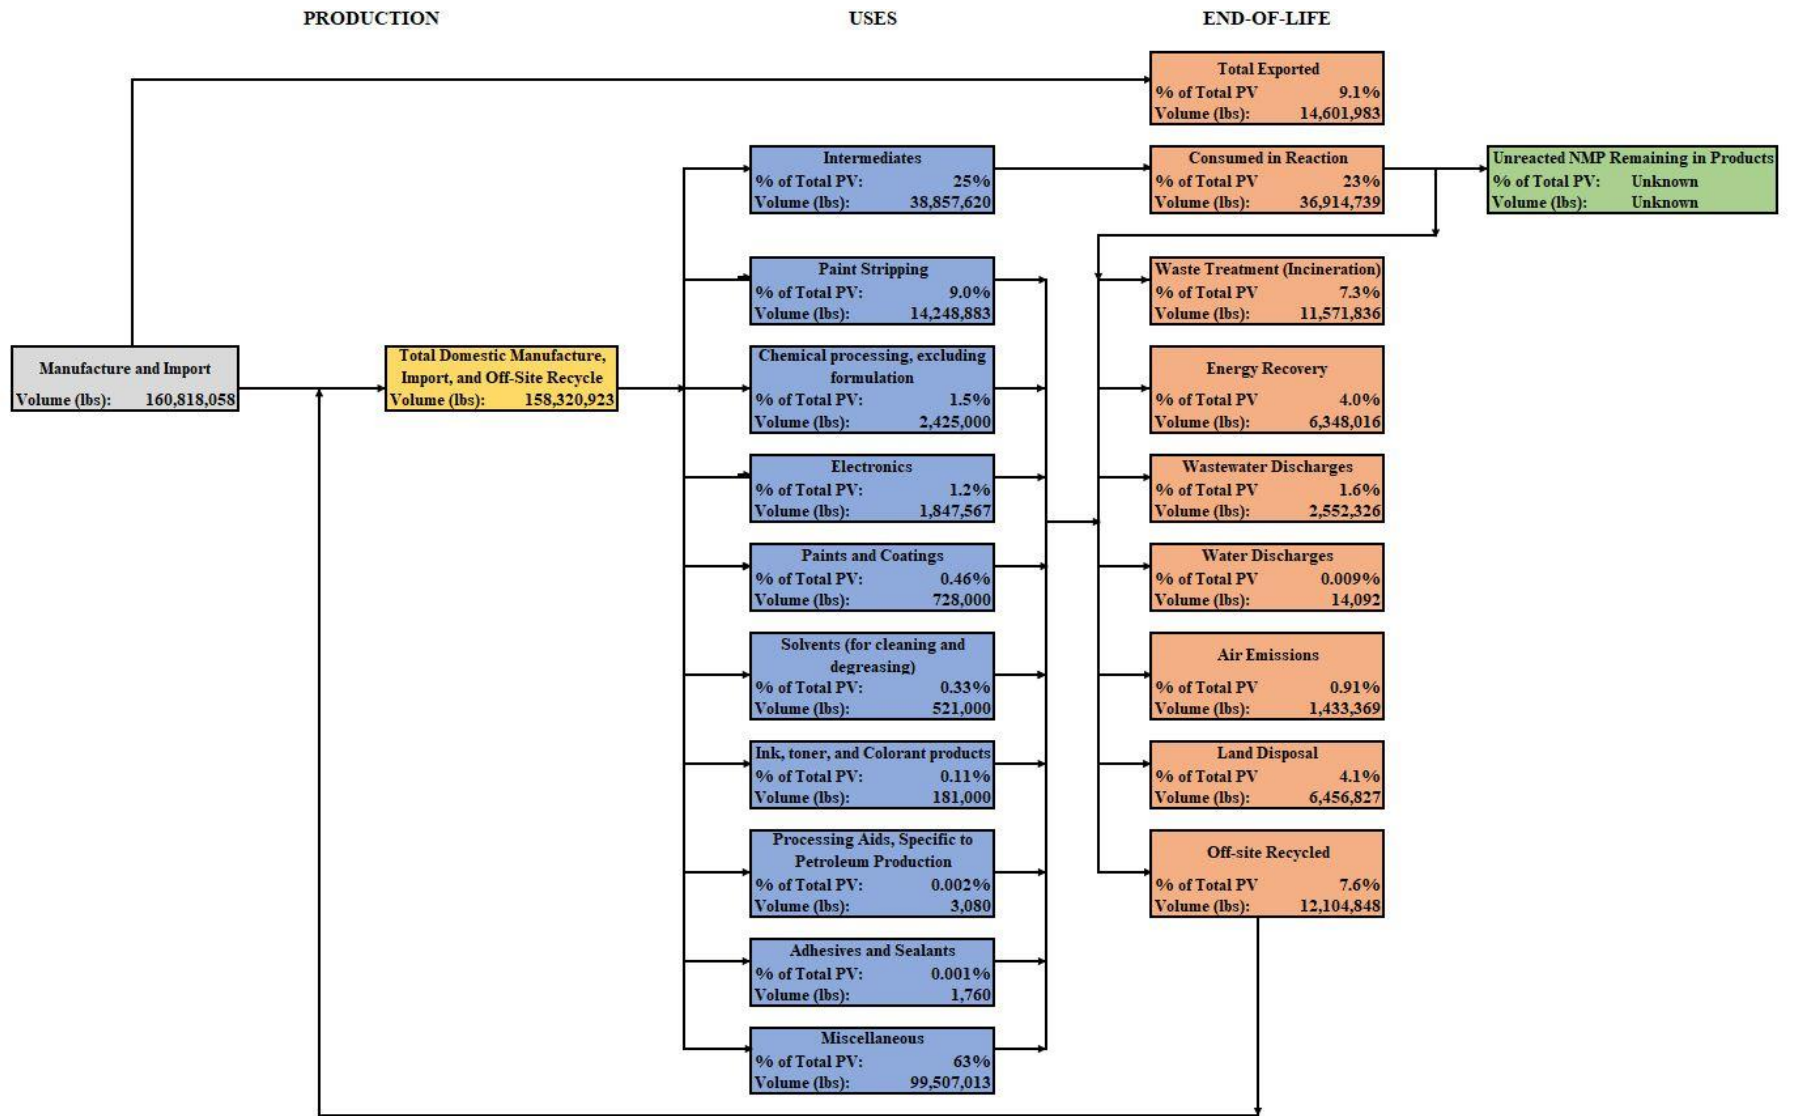 PRODUCTION
USES
END-OF-LIFE
Total Exported
% of Total PV 9.1%
Volume (lbs): 14,601,983
Intermediates
% of Total PV: 25%
Volume (lbs): 38,857,620
Consumed in Reaction
% of Total PV 23%
Volume (lbs): 36,914,739
Unreacted NMP Remaining in Products
% of Total PV: Unknown
Volume (lbs): Unknown
Paint Stripping
% of Total PV: 9.0%
Volume (lbs): 14,248,883
Waste Treatment (Incineration)
% of Total PV 7.3%
Volume (lbs): 11,571,836
Manufacture and Import
Volume (lbs): 160,818,058
Total Domestic Manufacture,
Import, and Off-Site Recycle
Volume (lbs): 158,320,923
Chemical processing, excluding
formulation
% of Total PV: 1.5%
Volume (lbs): 2,425,000
Energy Recovery
% of Total PV 4.0%
Volume (lbs): 6,348,016
Electronics
% of Total PV: 1.2%
Volume (lbs): 1,847,567
Wastewater Discharges
% of Total PV 1.6%
Volume (lbs): 2,552,326
Paints and Coatings
% of Total PV: 0.46%
Volume (lbs): 728,000
Water Discharges
% of Total PV 0.009%
Volume (lbs): 14,092
Solvents (for cleaning and
degreasing)
% of Total PV: 0.33%
Volume (lbs): 521,000
Air Emissions
% of Total PV 0.91%
Volume (lbs): 1,433,369
Ink, toner, and Colorant products
% of Total PV: 0.11%
Volume (lbs): 181,000
Land Disposal
% of Total PV 4.1%
Volume (lbs): 6,456,827
Processing Aids, Specific to
Petroleum Production
% of Total PV: 0.002%
Volume (lbs): 3,080
Off-site Recycled
% of Total PV 7.6%
Volume (lbs): 12,104,848
Adhesives and Sealants
% of Total PV: 0.001%
Volume (lbs): 1,760
Miscellaneous
% of Total PV: 63%
Volume (lbs): 99,507,013